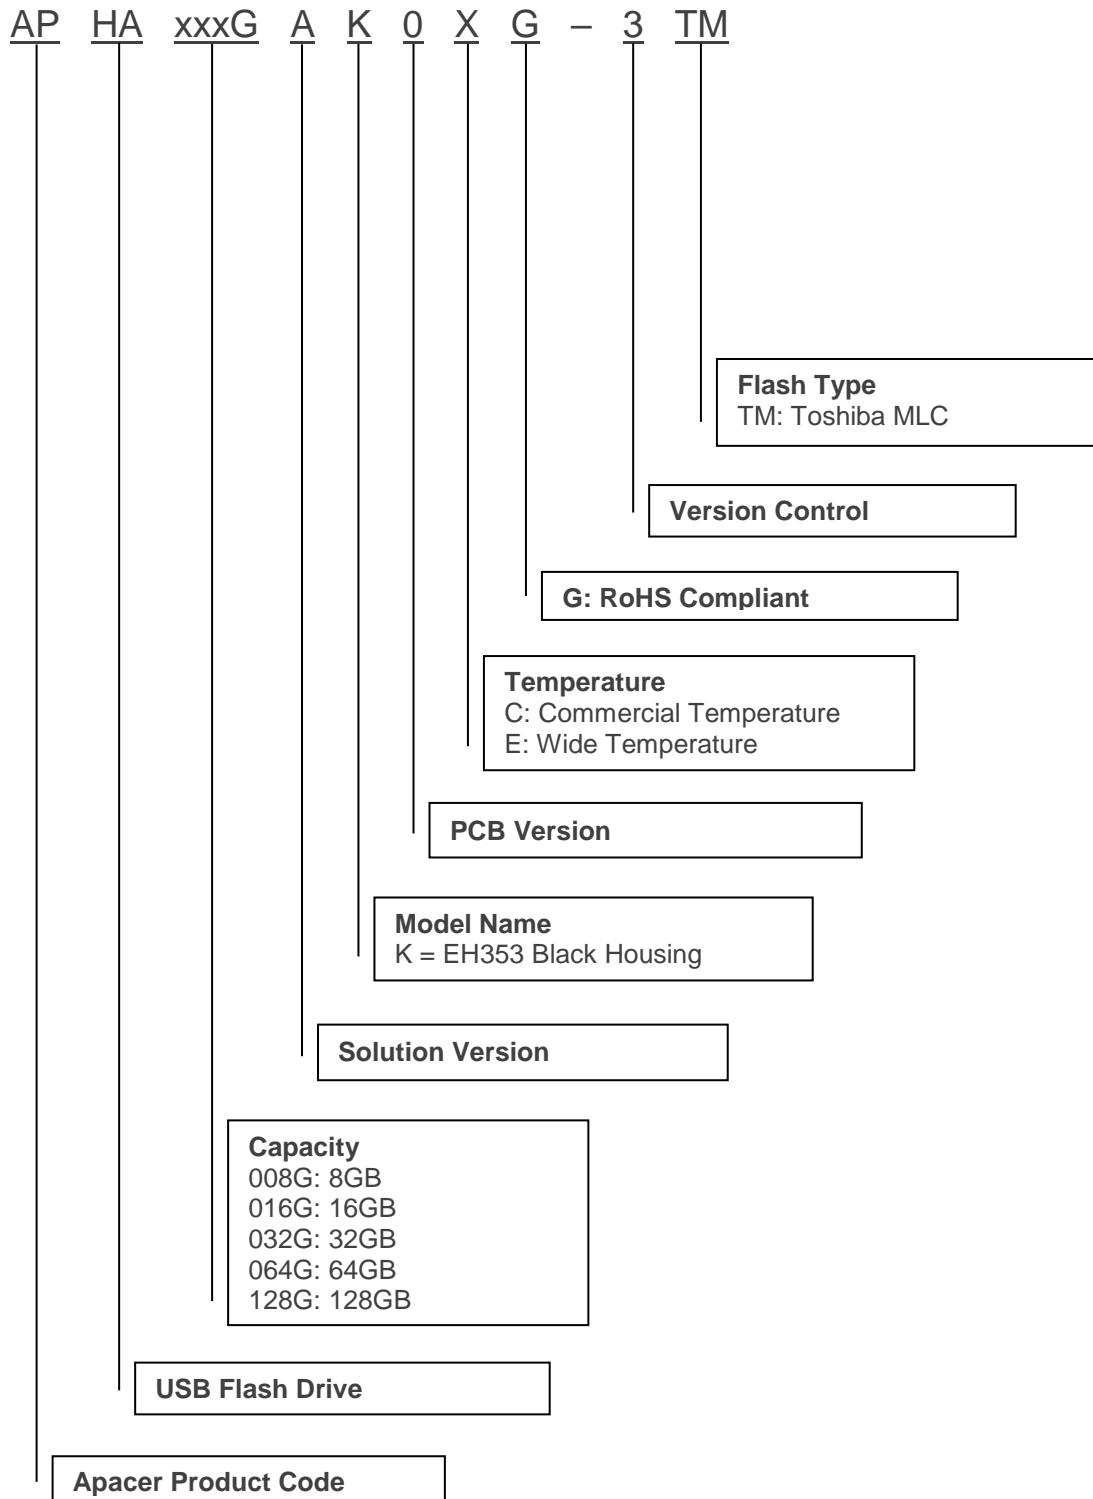 AP HA xxxG A K 0 X G – 3 TM
Flash Type
TM: Toshiba MLC
Version Control
G: RoHS Compliant
Temperature
C: Commercial Temperature
E: Wide Temperature
PCB Version
Model Name
K = EH353 Black Housing
Solution Version
Capacity
008G: 8GB
016G: 16GB
032G: 32GB
064G: 64GB
128G: 128GB
USB Flash Drive
Apacer Product Code